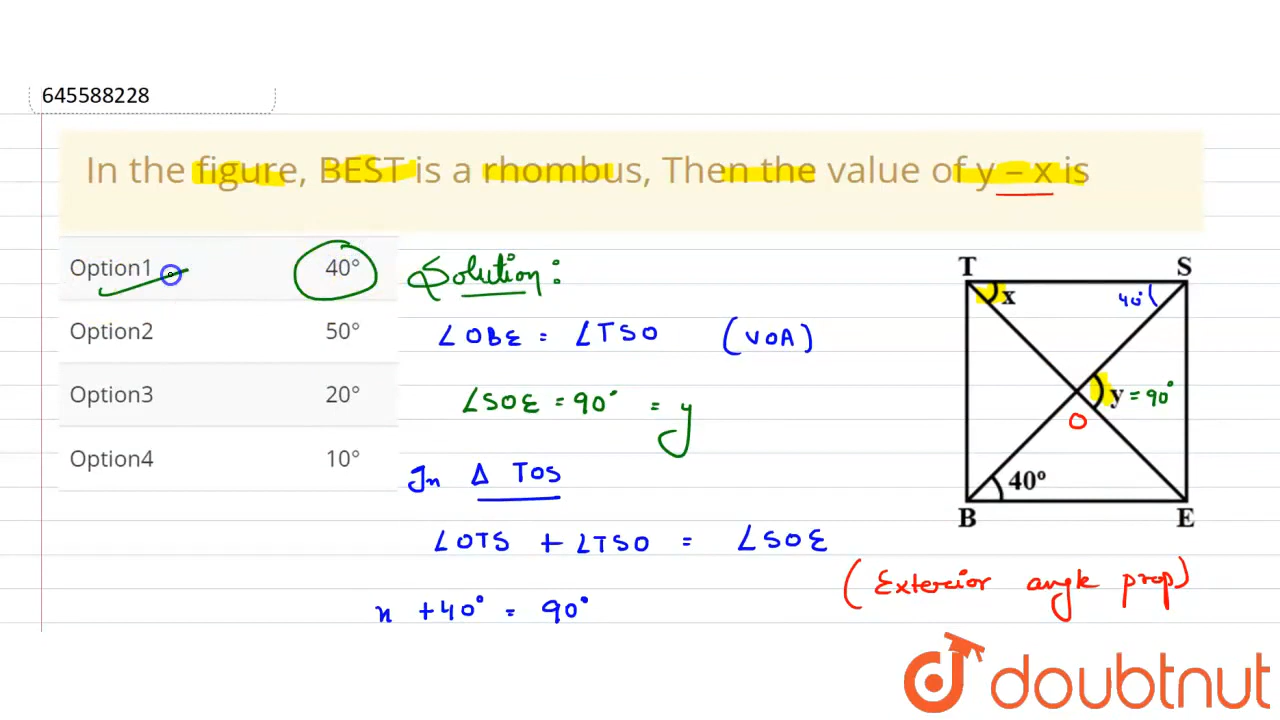 645588228
In the figure, BEST is a rhombus, Then the value of y – x is
Option1 40°
Option2 50°
Option3 20°
Option4 10°
Solution:
∠OBE = ∠TSO (VOA)
∠SOE = 90° = y
In Δ TOS
∠OTS + ∠TSO = ∠SOE
(Exterior angle prop)
x + 40° = 90°
T S
x 40°
y = 90°
O
40°
B E
doubtnut